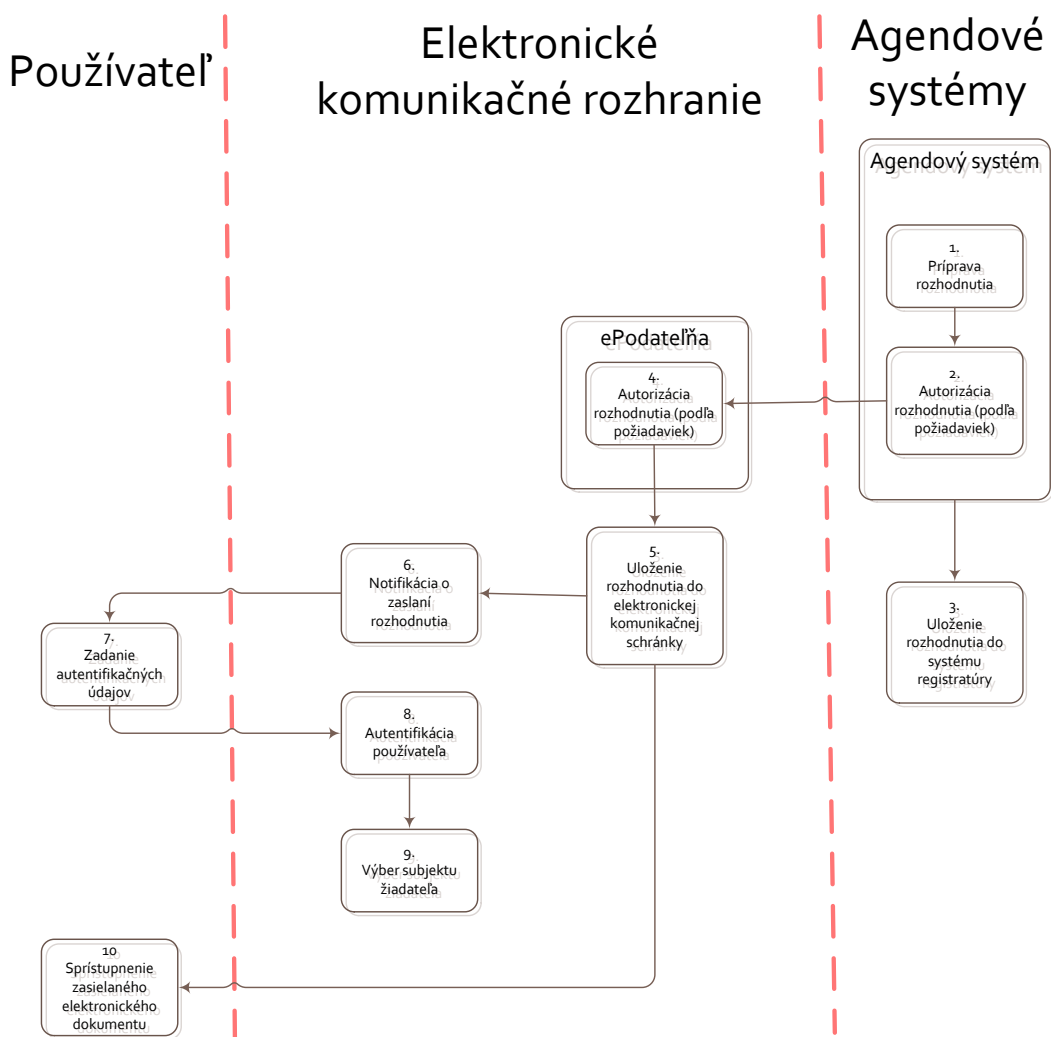 Používateľ
Elektronické
komunikačné rozhranie
Agendové
systémy
Agendový systém
1.
Príprava
rozhodnutia
2.
Autorizácia
rozhodnutia (podľa
požiadaviek)
3.
Uloženie
rozhodnutia do
systému
registratúry
ePodateľňa
4.
Autorizácia
rozhodnutia (podľa
požiadaviek)
5.
Uloženie
rozhodnutia do
elektronickej
komunikačnej
schránky
6.
Notifikácia o
zaslaní
rozhodnutia
7.
Zadanie
autentifikačných
údajov
8.
Autentifikácia
používateľa
9.
Výber subjektu
žiadateľa
10
Sprístupnenie
zasielaného
elektronického
dokumentu